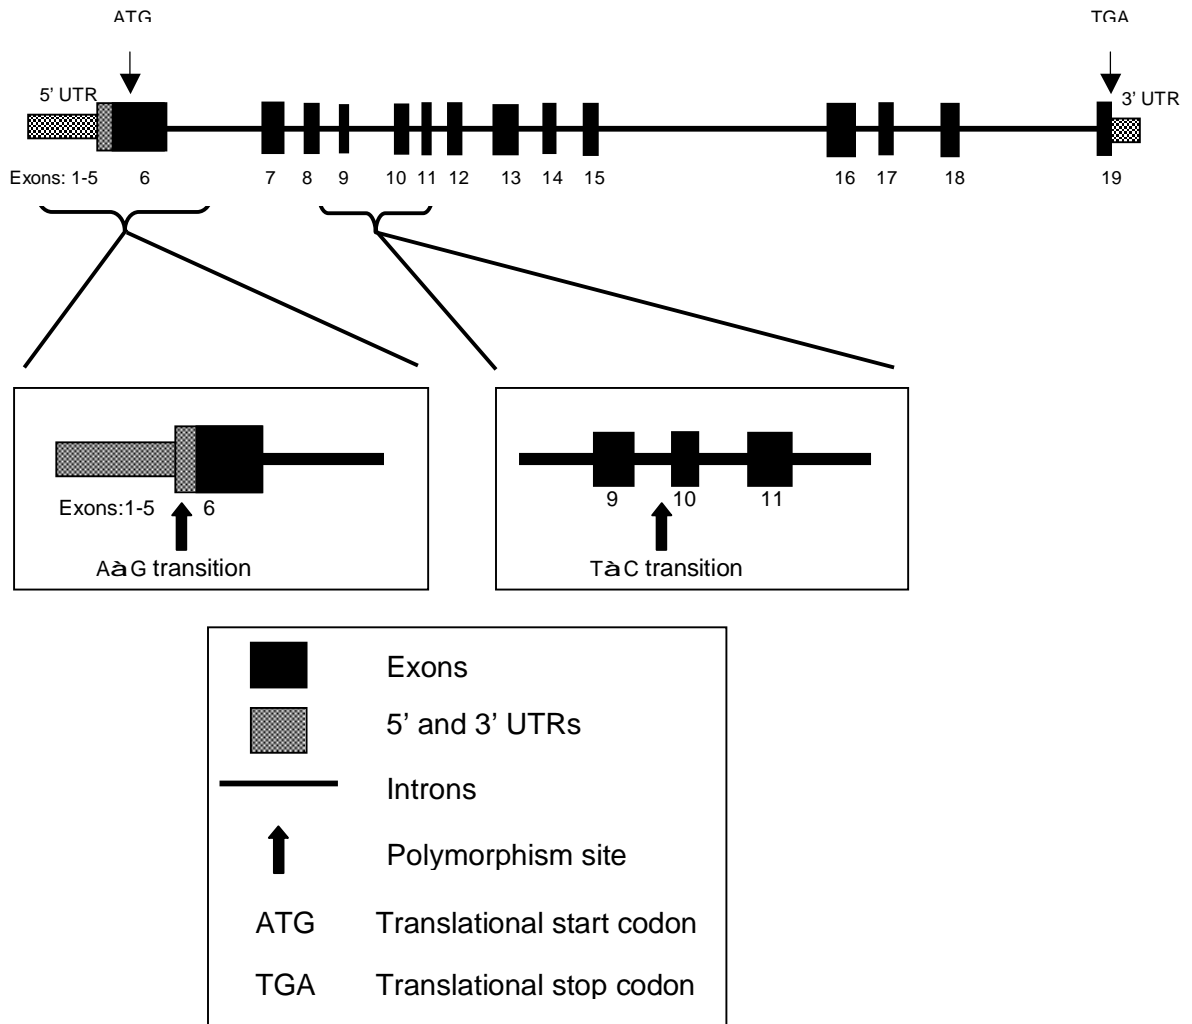 ATG TGA
5' UTR 3' UTR
Exons: 1-5 6 7 8 9 10 11 12 13 14 15 16 17 18 19
Exons:1-5 6
AàG transition
9 10 11
TàC transition
Exons
5' and 3' UTRs
Introns
Polymorphism site
ATG Translational start codon
TGA Translational stop codon